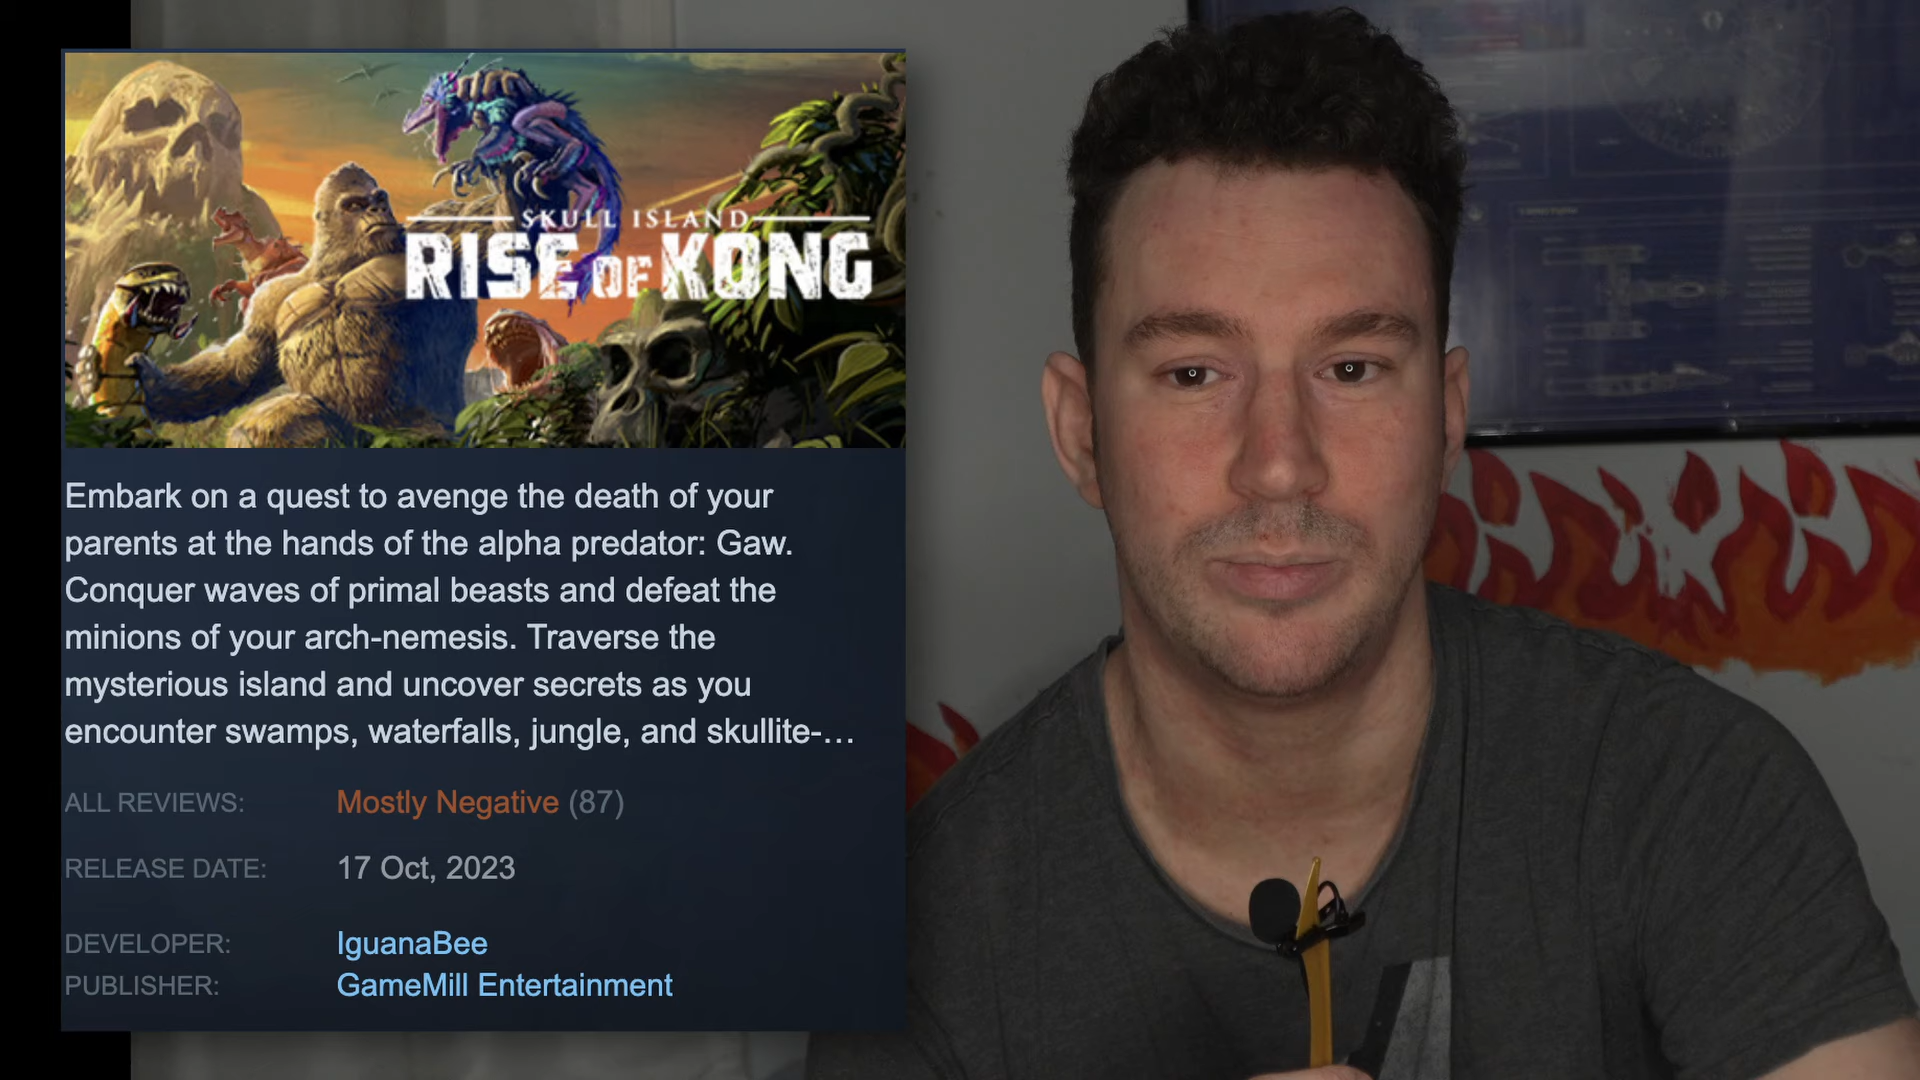 SKULL ISLAND
RISE OF KONG
Embark on a quest to avenge the death of your
parents at the hands of the alpha predator: Gaw.
Conquer waves of primal beasts and defeat the
minions of your arch-nemesis. Traverse the
mysterious island and uncover secrets as you
encounter swamps, waterfalls, jungle, and skullite-...
ALL REVIEWS: Mostly Negative (87)
RELEASE DATE: 17 Oct, 2023
DEVELOPER: IguanaBee
PUBLISHER: GameMill Entertainment